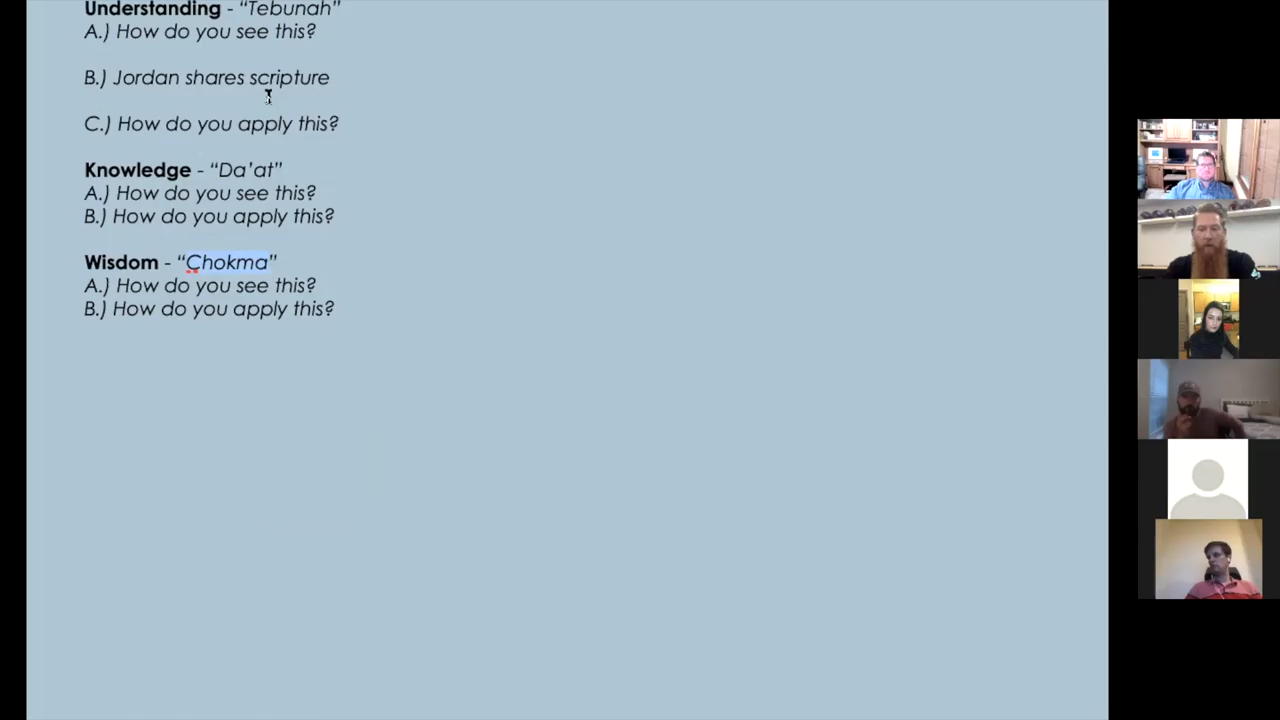 Understanding - “Tebunah”
A.) How do you see this?
B.) Jordan shares scripture
C.) How do you apply this?
Knowledge - “Da’at”
A.) How do you see this?
B.) How do you apply this?
Wisdom - “Chokma”
A.) How do you see this?
B.) How do you apply this?